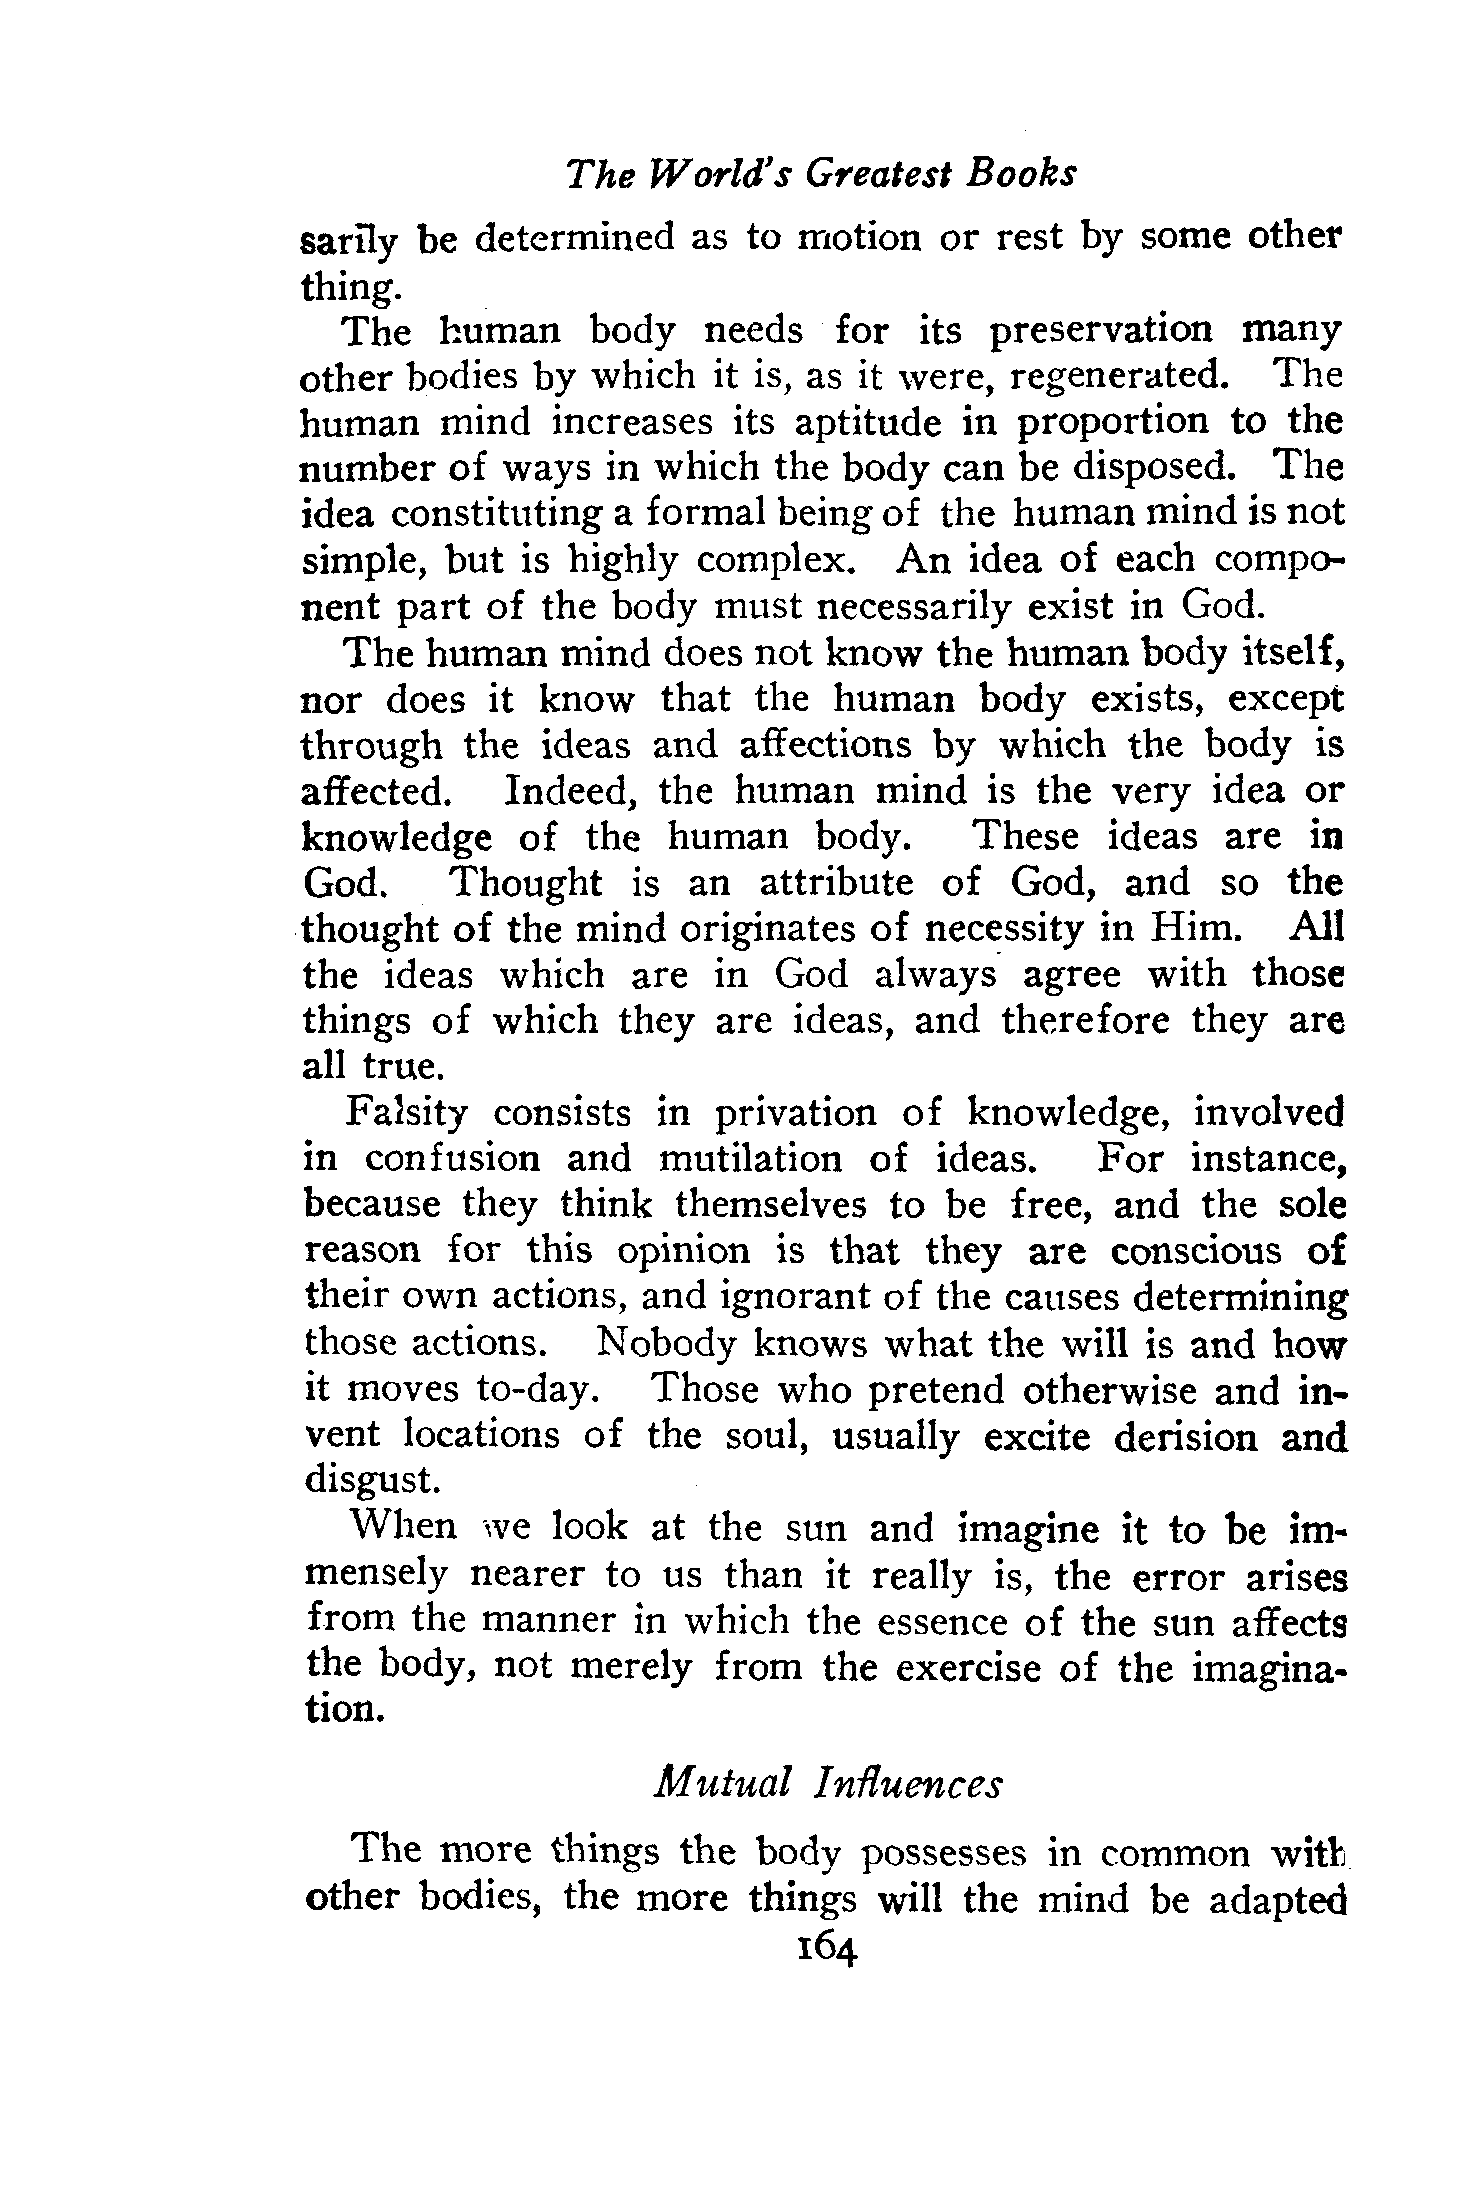 The World's Greatest Books
sarily be determined as to motion or rest by some other
thing.
The human body needs for its preservation many
other bodies by which it is, as it were, regenerated. The
human mind increases its aptitude in proportion to the
number of ways in which the body can be disposed. The
idea constituting a formal being of the human mind is not
simple, but is highly complex. An idea of each compo-
nent part of the body must necessarily exist in God.
The human mind does not know the human body itself,
nor does it know that the human body exists, except
through the ideas and affections by which the body is
affected. Indeed, the human mind is the very idea or
knowledge of the human body. These ideas are in
God. Thought is an attribute of God, and so the
thought of the mind originates of necessity in Him. All
the ideas which are in God always agree with those
things of which they are ideas, and therefore they are
all true.
Falsity consists in privation of knowledge, involved
in confusion and mutilation of ideas. For instance,
because they think themselves to be free, and the sole
reason for this opinion is that they are conscious of
their own actions, and ignorant of the causes determining
those actions. Nobody knows what the will is and how
it moves to-day. Those who pretend otherwise and in-
vent locations of the soul, usually excite derision and
disgust.
When we look at the sun and imagine it to be im-
mensely nearer to us than it really is, the error arises
from the manner in which the essence of the sun affects
the body, not merely from the exercise of the imagina-
tion.
Mutual Influences
The more things the body possesses in common with
other bodies, the more things will the mind be adapted
164